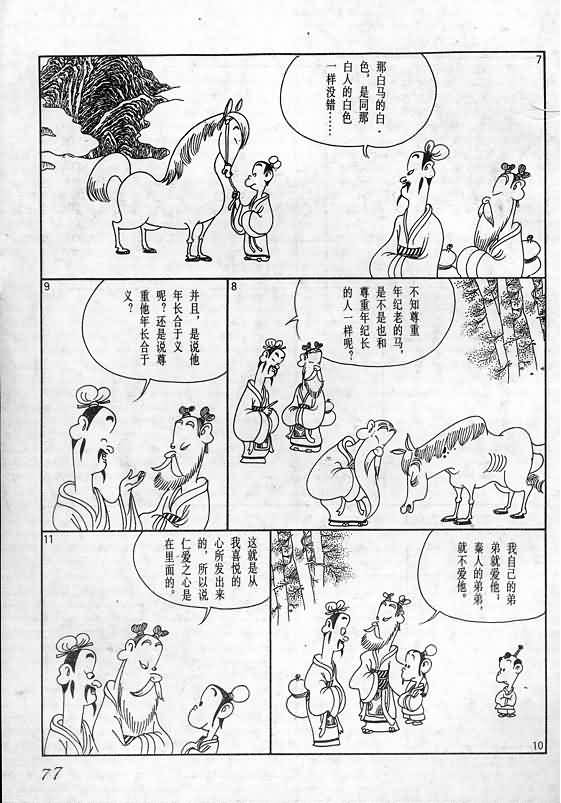 7
那白马的白
色，是同那
白人的白色
一样没错……
8
不知尊重
年纪老的马，
是不是也和
尊重年纪长
的人一样呢？
9
并且，是说他
年长合于义
呢？还是说尊
重他年长合于
义？
10
我自己的弟
弟就爱他；
秦人的弟弟，
就不爱他。
11
这就是从
我喜悦的
心所发出来
的，所以说
仁爱之心是
在里面的。
77